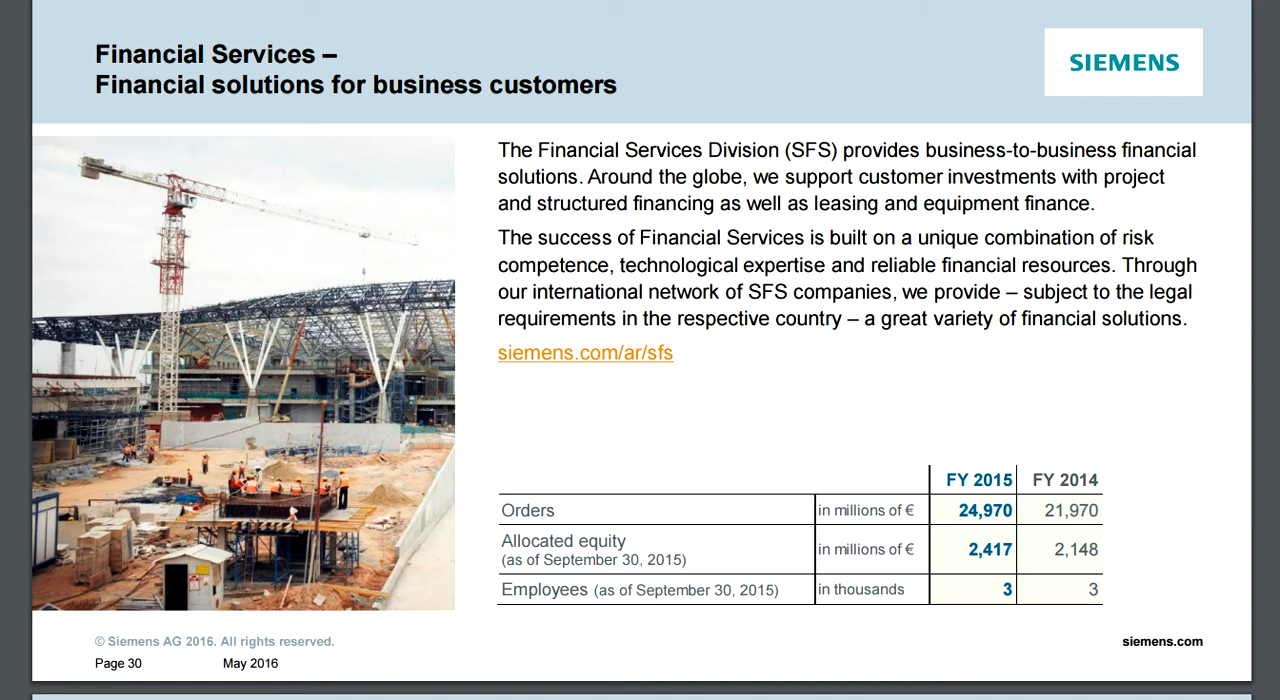 Financial Services –
Financial solutions for business customers
SIEMENS
The Financial Services Division (SFS) provides business-to-business financial
solutions. Around the globe, we support customer investments with project
and structured financing as well as leasing and equipment finance.
The success of Financial Services is built on a unique combination of risk
competence, technological expertise and reliable financial resources. Through
our international network of SFS companies, we provide – subject to the legal
requirements in the respective country – a great variety of financial solutions.
siemens.com/ar/sfs
FY 2015 FY 2014
Orders in millions of € 24,970 21,970
Allocated equity
(as of September 30, 2015) in millions of € 2,417 2,148
Employees (as of September 30, 2015) in thousands 3 3
© Siemens AG 2016. All rights reserved.
siemens.com
Page 30 May 2016